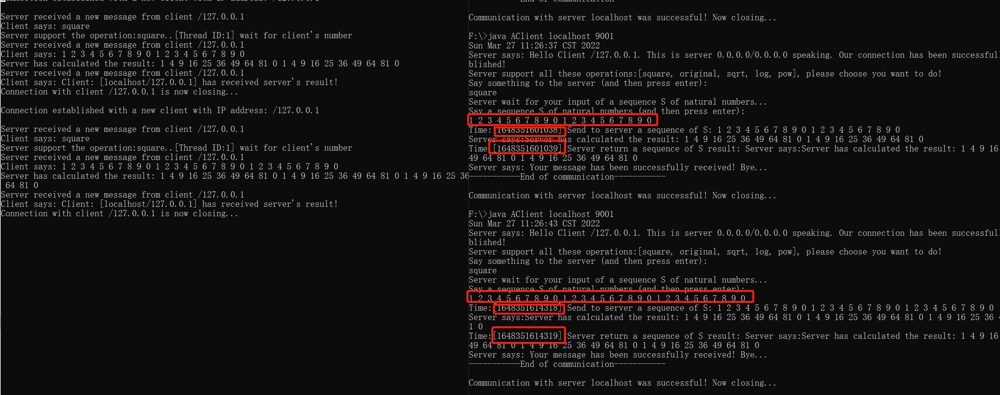 Connection established with a new client with IP address: /127.0.0.1
Server received a new message from client /127.0.0.1
Client says: square
Server support the operation:square..[Thread ID:1] wait for client's number
Server received a new message from client /127.0.0.1
Client says: 1 2 3 4 5 6 7 8 9 0 1 2 3 4 5 6 7 8 9 0
Server has calculated the result: 1 4 9 16 25 36 49 64 81 0 1 4 9 16 25 36 49 64 81 0
Server received a new message from client /127.0.0.1
Client says: Client: [localhost/127.0.0.1] has received server's result!
Connection with client /127.0.0.1 is now closing...
Connection established with a new client with IP address: /127.0.0.1
Server received a new message from client /127.0.0.1
Client says: square
Server support the operation:square..[Thread ID:1] wait for client's number
Server received a new message from client /127.0.0.1
Client says: 1 2 3 4 5 6 7 8 9 0 1 2 3 4 5 6 7 8 9 0 1 2 3 4 5 6 7 8 9 0
Server has calculated the result: 1 4 9 16 25 36 49 64 81 0 1 4 9 16 25 36 49 64 81 0 1 4 9 16 25 36
64 81 0
Server received a new message from client /127.0.0.1
Client says: Client: [localhost/127.0.0.1] has received server's result!
Connection with client /127.0.0.1 is now closing...
End of communication
Communication with server localhost was successful! Now closing...
F:\>java AClient localhost 9001
Sun Mar 27 11:26:37 CST 2022
Server says: Hello Client /127.0.0.1. This is server 0.0.0.0/0.0.0.0 speaking. Our connection has been successful
blished!
Server support all these operations:[square, original, sqrt, log, pow], please choose you want to do!
Say something to the server (and then press enter):
square
Server wait for your input of a sequence S of natural numbers...
Say a sequence S of natural numbers (and then press enter):
1 2 3 4 5 6 7 8 9 0 1 2 3 4 5 6 7 8 9 0
Time:[1648351601038] Send to server a sequence of S: 1 2 3 4 5 6 7 8 9 0 1 2 3 4 5 6 7 8 9 0
Server says:Server has calculated the result: 1 4 9 16 25 36 49 64 81 0 1 4 9 16 25 36 49 64 81 0
Time:[1648351601039] Server return a sequence of S result: Server says:Server has calculated the result: 1 4 9 16
49 64 81 0 1 4 9 16 25 36 49 64 81 0
Server says: Your message has been successfully received! Bye...
-----------End of communication-----------
Communication with server localhost was successful! Now closing...
F:\>java AClient localhost 9001
Sun Mar 27 11:26:43 CST 2022
Server says: Hello Client /127.0.0.1. This is server 0.0.0.0/0.0.0.0 speaking. Our connection has been successful
blished!
Server support all these operations:[square, original, sqrt, log, pow], please choose you want to do!
Say something to the server (and then press enter):
square
Server wait for your input of a sequence S of natural numbers...
Say a sequence S of natural numbers (and then press enter):
1 2 3 4 5 6 7 8 9 0 1 2 3 4 5 6 7 8 9 0 1 2 3 4 5 6 7 8 9 0
Time:[1648351614318] Send to server a sequence of S: 1 2 3 4 5 6 7 8 9 0 1 2 3 4 5 6 7 8 9 0 1 2 3 4 5 6 7 8 9 0
Server says:Server has calculated the result: 1 4 9 16 25 36 49 64 81 0 1 4 9 16 25 36 49 64 81 0 1 4 9 16 25 36
1 0
Time:[1648351614319] Server return a sequence of S result: Server says:Server has calculated the result: 1 4 9 16
49 64 81 0 1 4 9 16 25 36 49 64 81 0 1 4 9 16 25 36 49 64 81 0
Server says: Your message has been successfully received! Bye...
-----------End of communication-----------
Communication with server localhost was successful! Now closing...